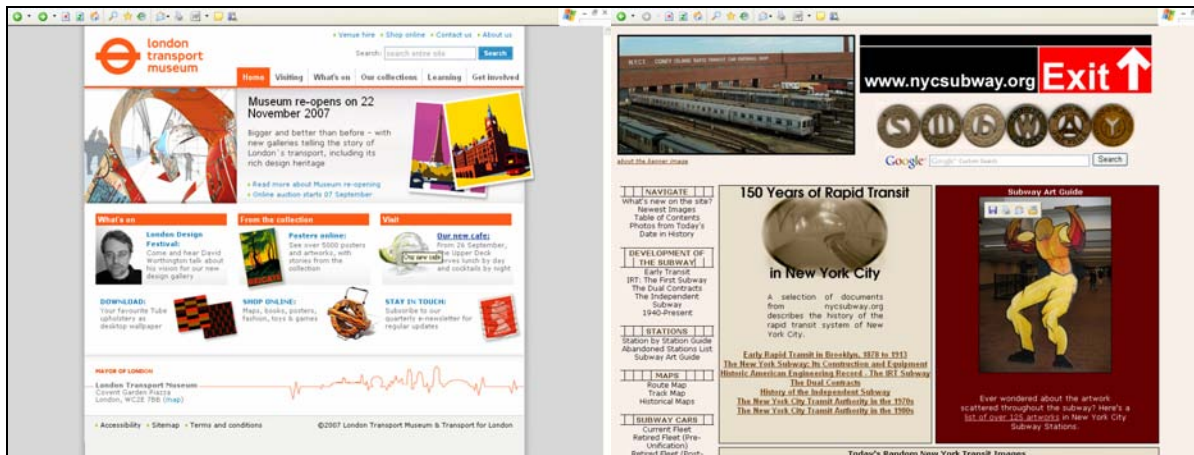 london
transport
museum
Venue hire
Shop online
Contact us
About us
Search:
search entire site
Search
Home
Visiting
What's on
Our collections
Learning
Get involved
Museum re-opens on 22
November 2007
Bigger and better than before – with
new galleries telling the story of
London`s transport, including its
rich design heritage
Read more about Museum re-opening
Online auction starts 07 September
What's on
London Design
Festival:
Come and hear David
Worthington talk about
his vision for our new
design gallery
From the collection
Posters online:
See over 5000 posters
and artworks, with
stories from the
collection
Visit
Our new cafe:
From 26 September,
the Upper Deck
serves lunch by day
and cocktails by night
Our new cafe
DOWNLOAD:
Your favourite Tube
upholstery as
desktop wallpaper
SHOP ONLINE:
Maps, books, posters,
fashion, toys & games
STAY IN TOUCH:
Subscribe to our
quarterly e-newsletter for
regular updates
MAYOR OF LONDON
London Transport Museum
Covent Garden Piazza
London, WC2E 7BB (map)
Accessibility
Sitemap
Terms and conditions
©2007 London Transport Museum & Transport for London
www.nycsubway.org
Exit
SUBWAY
about the banner image
Google
Google Custom Search
Search
NAVIGATE
What's new on the site?
Newest Images
Table of Contents
Photos from Today's
Date in History
DEVELOPMENT OF
THE SUBWAY
Early Transit
IRT: The First Subway
The Dual Contracts
The Independent
Subway
1940-Present
STATIONS
Station by Station Guide
Abandoned Stations List
Subway Art Guide
MAPS
Route Map
Track Map
Historical Maps
SUBWAY CARS
Current Fleet
Retired Fleet (Pre-
Unification)
Retired Fleet (Post-
150 Years of Rapid Transit
in New York City
A selection of documents
from nycsubway.org
describes the history of the
rapid transit system of New
York City.
Early Rapid Transit in Brooklyn, 1878 to 1913
The New York Subway: Its Construction and Equipment
Historic American Engineering Record - The IRT Subway
The Dual Contracts
History of the Independent Subway
The New York City Transit Authority in the 1970s
The New York City Transit Authority in the 1980s
Subway Art Guide
Ever wondered about the artwork
scattered throughout the subway? Here's a
list of over 125 artworks in New York City
Subway Stations.
Today's Random New York Transit Images